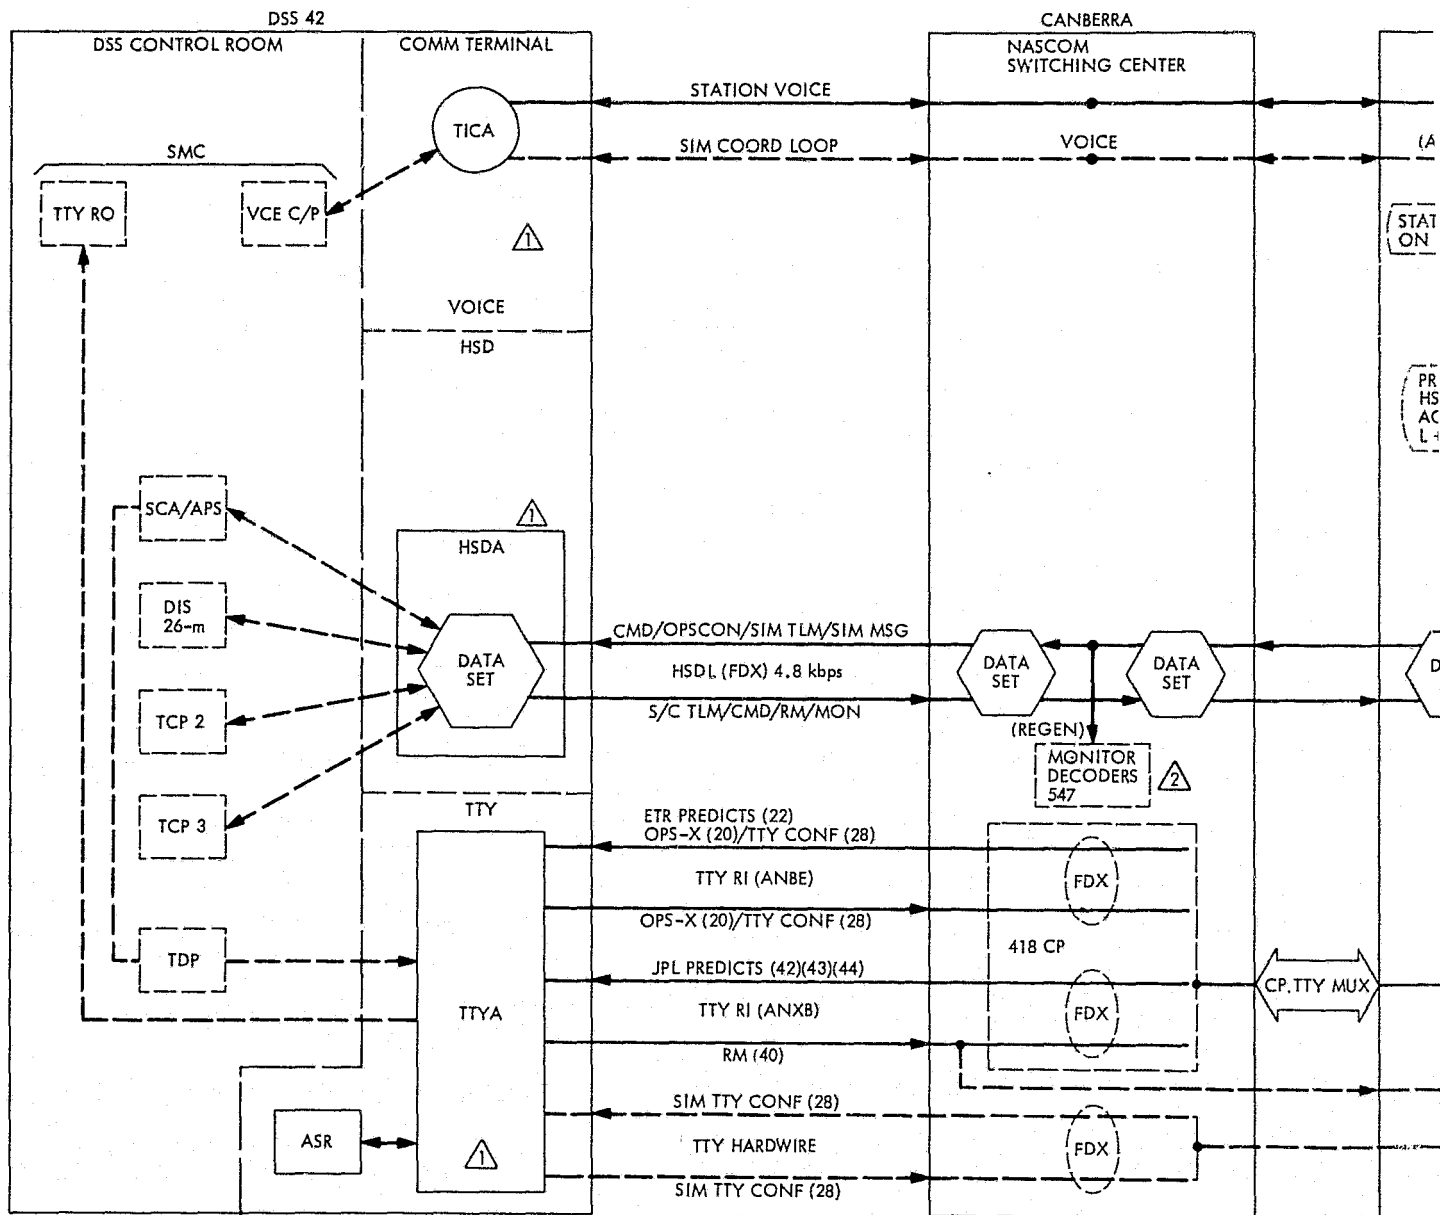 DSS 42
DSS CONTROL ROOM
COMM TERMINAL
CANBERRA
NASCOM
SWITCHING CENTER
TICA
STATION VOICE
SIM COORD LOOP
VOICE
(A
SMC
TTY RO
VCE C/P
1
STAT
ON
VOICE
HSD
PR
HS
AC
L +
SCA/APS
1
HSDA
DIS
26-m
DATA
SET
CMD/OPSCON/SIM TLM/SIM MSG
HSDL (FDX) 4.8 kbps
S/C TLM/CMD/RM/MON
DATA
SET
DATA
SET
D
TCP 2
(REGEN)
MONITOR
DECODERS
547
2
TCP 3
TTY
ETR PREDICTS (22)
OPS-X (20)/TTY CONF (28)
TTY RI (ANBE)
OPS-X (20)/TTY CONF (28)
FDX
418 CP
TDP
JPL PREDICTS (42)(43)(44)
TTYA
TTY RI (ANXB)
RM (40)
FDX
CP, TTY MUX
SIM TTY CONF (28)
ASR
1
TTY HARDWIRE
FDX
SIM TTY CONF (28)